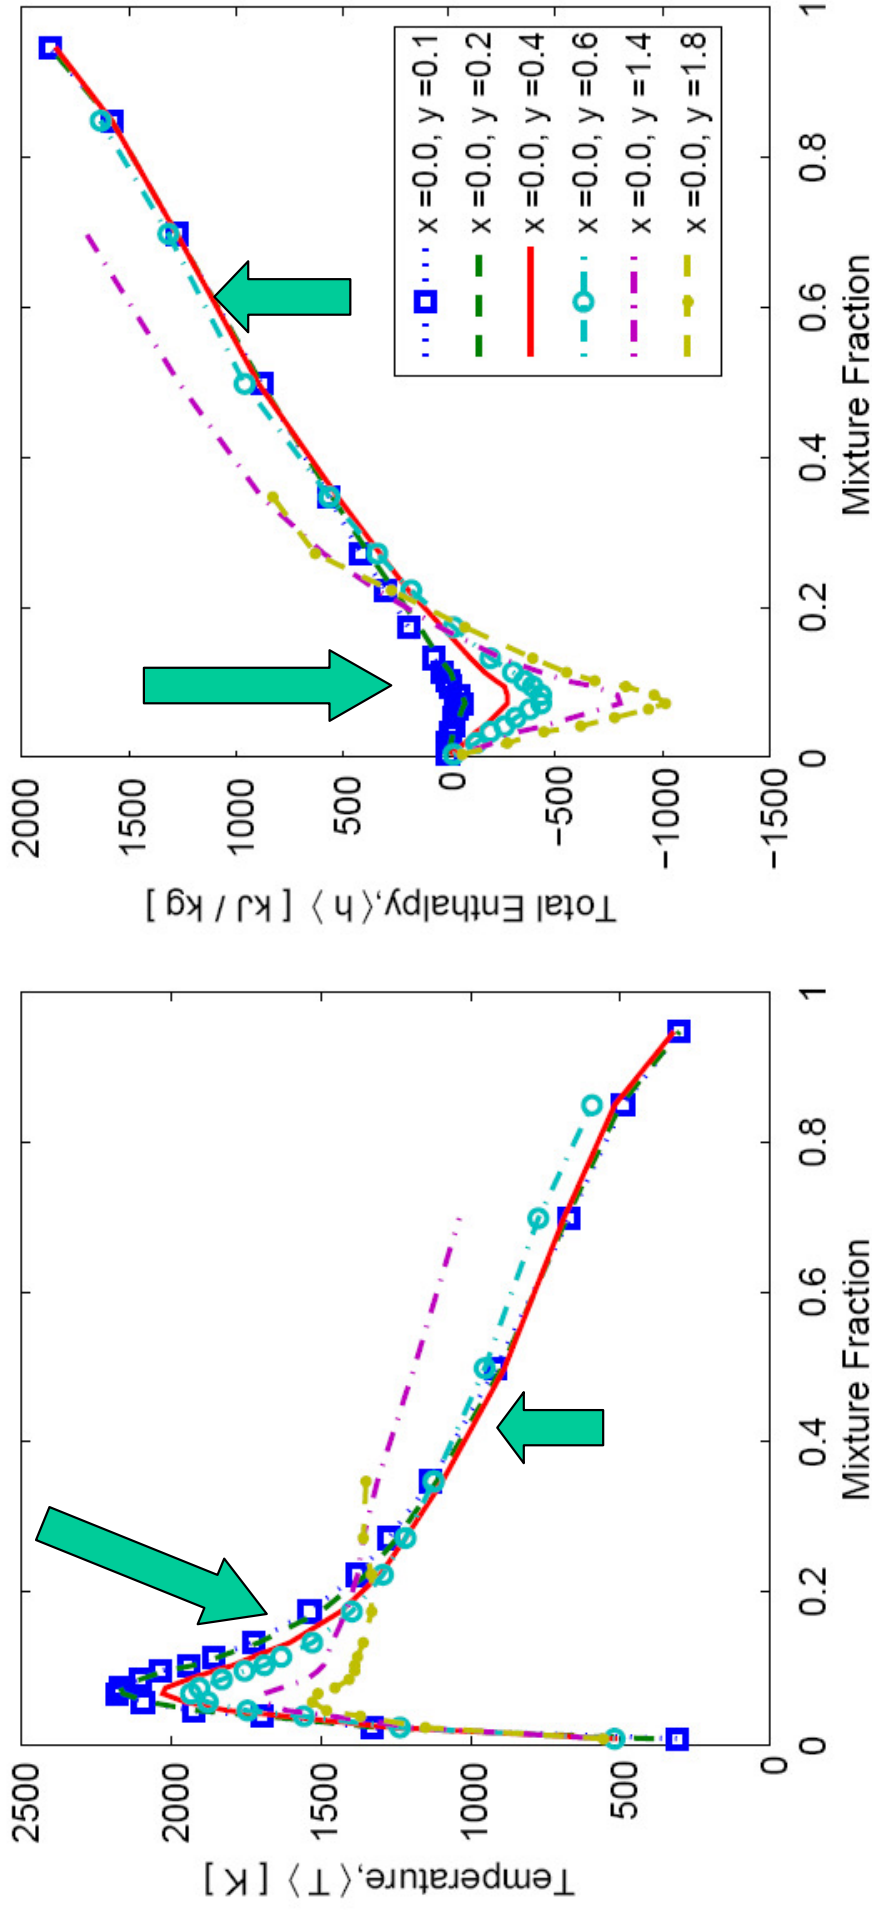 2500
2000
1500
1000
500
0
Temperature,⟨T⟩ [ K ]
0
0.2
0.4
0.6
0.8
1
Mixture Fraction
2000
1500
1000
500
0
−500
−1000
−1500
Total Enthalpy,⟨h⟩ [ kJ / kg ]
0
0.2
0.4
0.6
0.8
1
Mixture Fraction
x =0.0, y =0.1
x =0.0, y =0.2
x =0.0, y =0.4
x =0.0, y =0.6
x =0.0, y =1.4
x =0.0, y =1.8